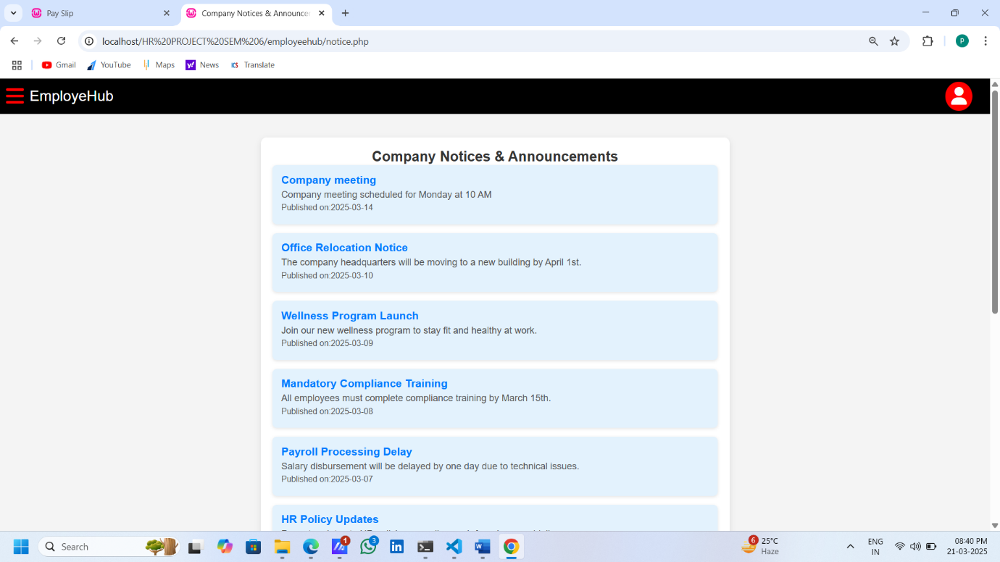 Pay Slip
Company Notices & Announcer
localhost/HR%20PROJECT%20SEM%206/employeehub/notice.php
P
Gmail
YouTube
Maps
News
Translate
EmployeHub
Company Notices & Announcements
Company meeting
Company meeting scheduled for Monday at 10 AM
Published on:2025-03-14
Office Relocation Notice
The company headquarters will be moving to a new building by April 1st.
Published on:2025-03-10
Wellness Program Launch
Join our new wellness program to stay fit and healthy at work.
Published on:2025-03-09
Mandatory Compliance Training
All employees must complete compliance training by March 15th.
Published on:2025-03-08
Payroll Processing Delay
Salary disbursement will be delayed by one day due to technical issues.
Published on:2025-03-07
HR Policy Updates
Search
1
3
6
25°C
Haze
ENG
IN
08:40 PM
21-03-2025